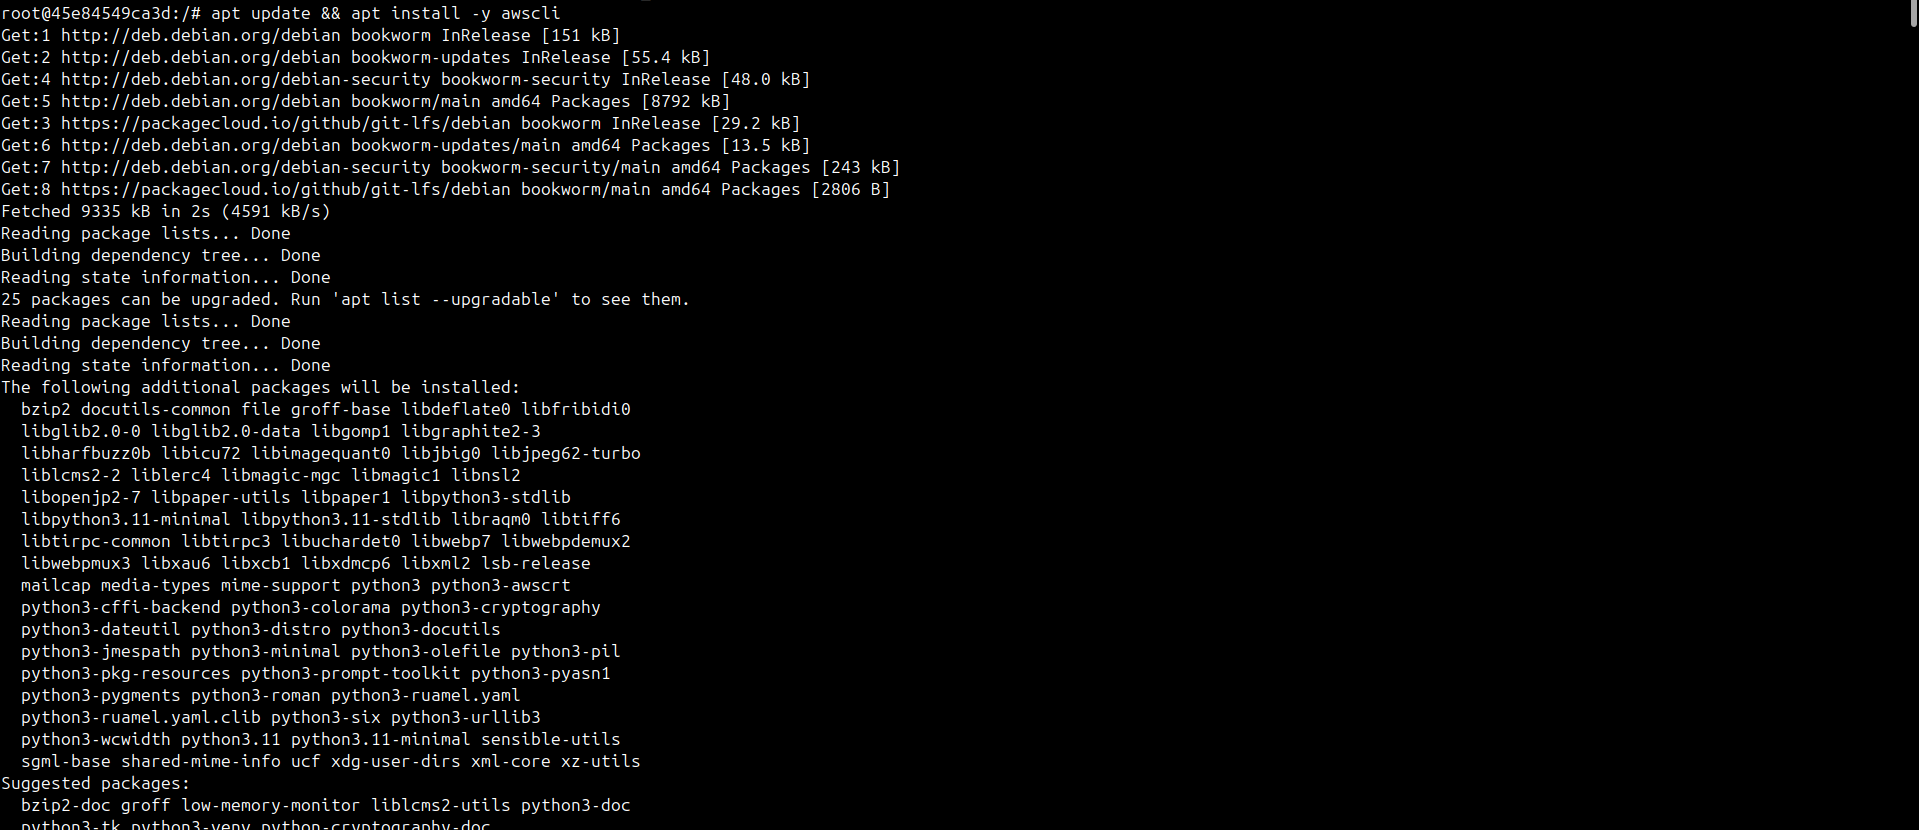 root@45e84549ca3d:/# apt update && apt install -y awscli
Get:1 http://deb.debian.org/debian bookworm InRelease [151 kB]
Get:2 http://deb.debian.org/debian bookworm-updates InRelease [55.4 kB]
Get:4 http://deb.debian.org/debian-security bookworm-security InRelease [48.0 kB]
Get:5 http://deb.debian.org/debian bookworm/main amd64 Packages [8792 kB]
Get:3 https://packagecloud.io/github/git-lfs/debian bookworm InRelease [29.2 kB]
Get:6 http://deb.debian.org/debian bookworm-updates/main amd64 Packages [13.5 kB]
Get:7 http://deb.debian.org/debian-security bookworm-security/main amd64 Packages [243 kB]
Get:8 https://packagecloud.io/github/git-lfs/debian bookworm/main amd64 Packages [2806 B]
Fetched 9335 kB in 2s (4591 kB/s)
Reading package lists... Done
Building dependency tree... Done
Reading state information... Done
25 packages can be upgraded. Run 'apt list --upgradable' to see them.
Reading package lists... Done
Building dependency tree... Done
Reading state information... Done
The following additional packages will be installed:
  bzip2 docutils-common file groff-base libdeflate0 libfribidi0
  libglib2.0-0 libglib2.0-data libgomp1 libgraphite2-3
  libharfbuzz0b libicu72 libimagequant0 libjbig0 libjpeg62-turbo
  liblcms2-2 liblerc4 libmagic-mgc libmagic1 libnsl2
  libopenjp2-7 libpaper-utils libpaper1 libpython3-stdlib
  libpython3.11-minimal libpython3.11-stdlib libraqm0 libtiff6
  libtirpc-common libtirpc3 libuchardet0 libwebp7 libwebpdemux2
  libwebpmux3 libxau6 libxcb1 libxdmcp6 libxml2 lsb-release
  mailcap media-types mime-support python3 python3-awscrt
  python3-cffi-backend python3-colorama python3-cryptography
  python3-dateutil python3-distro python3-docutils
  python3-jmespath python3-minimal python3-olefile python3-pil
  python3-pkg-resources python3-prompt-toolkit python3-pyasn1
  python3-pygments python3-roman python3-ruamel.yaml
  python3-ruamel.yaml.clib python3-six python3-urllib3
  python3-wcwidth python3.11 python3.11-minimal sensible-utils
  sgml-base shared-mime-info ucf xdg-user-dirs xml-core xz-utils
Suggested packages:
  bzip2-doc groff low-memory-monitor liblcms2-utils python3-doc
  python3-tk python3-venv python-cryptography-doc